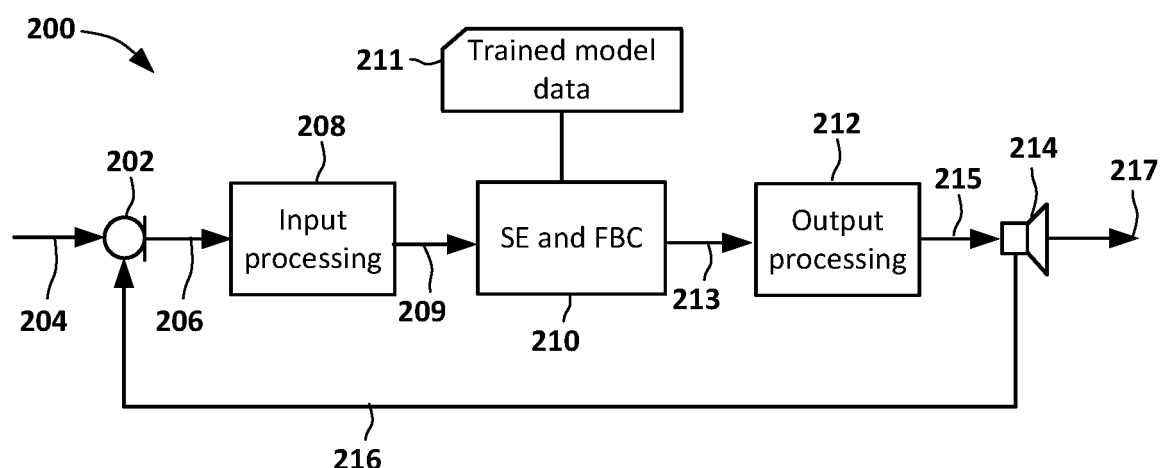 200
211
Trained model
data
208
212
202
214
217
215
Input
processing
SE and FBC
Output
processing
204
206
209
213
210
216